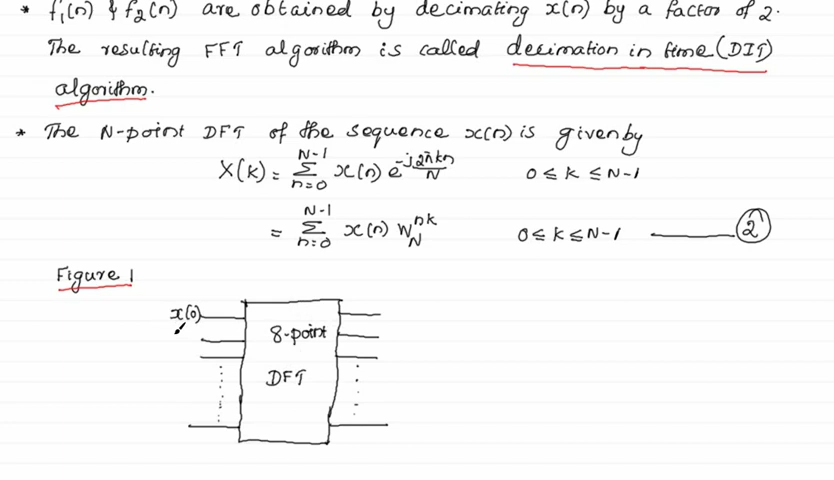 * f₁(n) & f₂(n) are obtained by decimating x(n) by a factor of 2.
The resulting FFT algorithm is called decimation in time (DIT)
algorithm.
* The N-point DFT of the sequence x(n) is given by
X(k) = Σ_{n=0}^{N-1} x(n) e^{-j2πkn/N} 0 ≤ k ≤ N-1
= Σ_{n=0}^{N-1} x(n) W_N^{nk} 0 ≤ k ≤ N-1 —— ②
Figure 1
x(0)
8-point
DFT